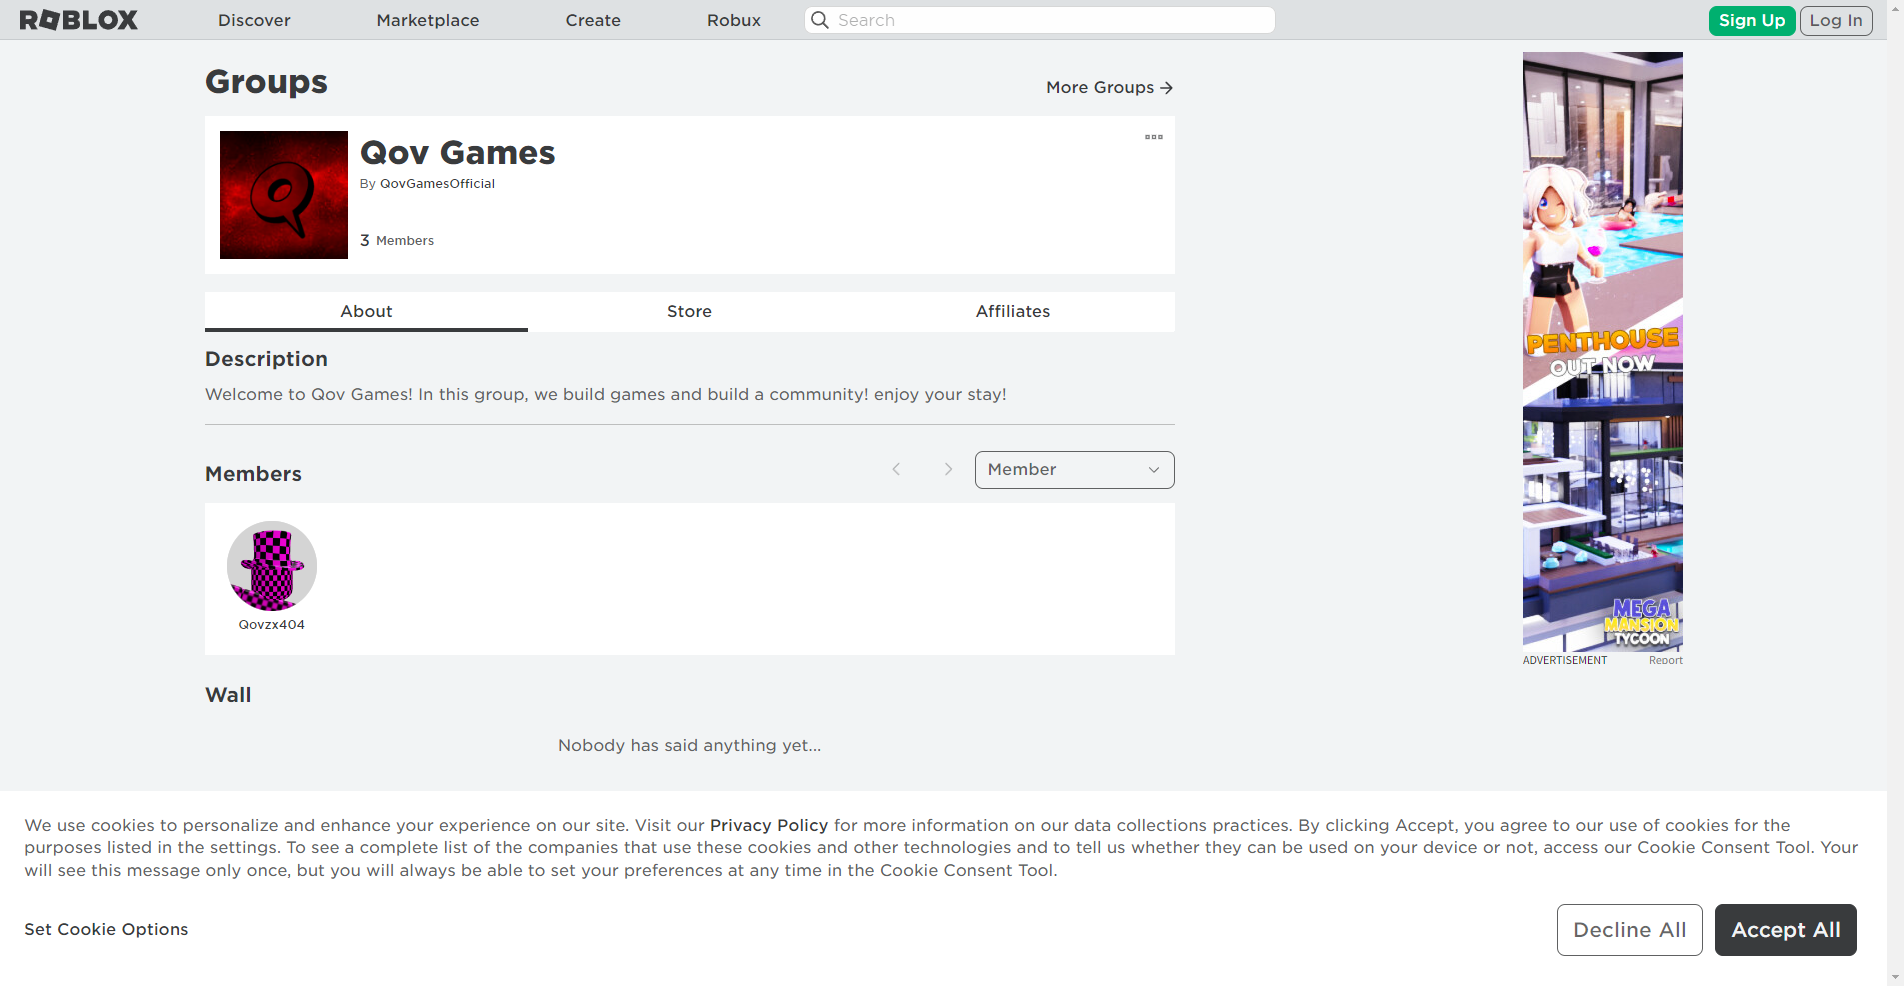 ROBLOX Discover Marketplace Create Robux Search Sign Up Log In
Groups
More Groups
Qov Games
By QovGamesOfficial
3 Members
About Store Affiliates
Description
Welcome to Qov Games! In this group, we build games and build a community! enjoy your stay!
Members
Member
Qovzx404
Wall
Nobody has said anything yet...
PENTHOUSE
OUT NOW
MEGA
MANSION
TYCOON
ADVERTISEMENT Report
We use cookies to personalize and enhance your experience on our site. Visit our Privacy Policy for more information on our data collections practices. By clicking Accept, you agree to our use of cookies for the
purposes listed in the settings. To see a complete list of the companies that use these cookies and other technologies and to tell us whether they can be used on your device or not, access our Cookie Consent Tool. Your
will see this message only once, but you will always be able to set your preferences at any time in the Cookie Consent Tool.
Set Cookie Options
Decline All
Accept All